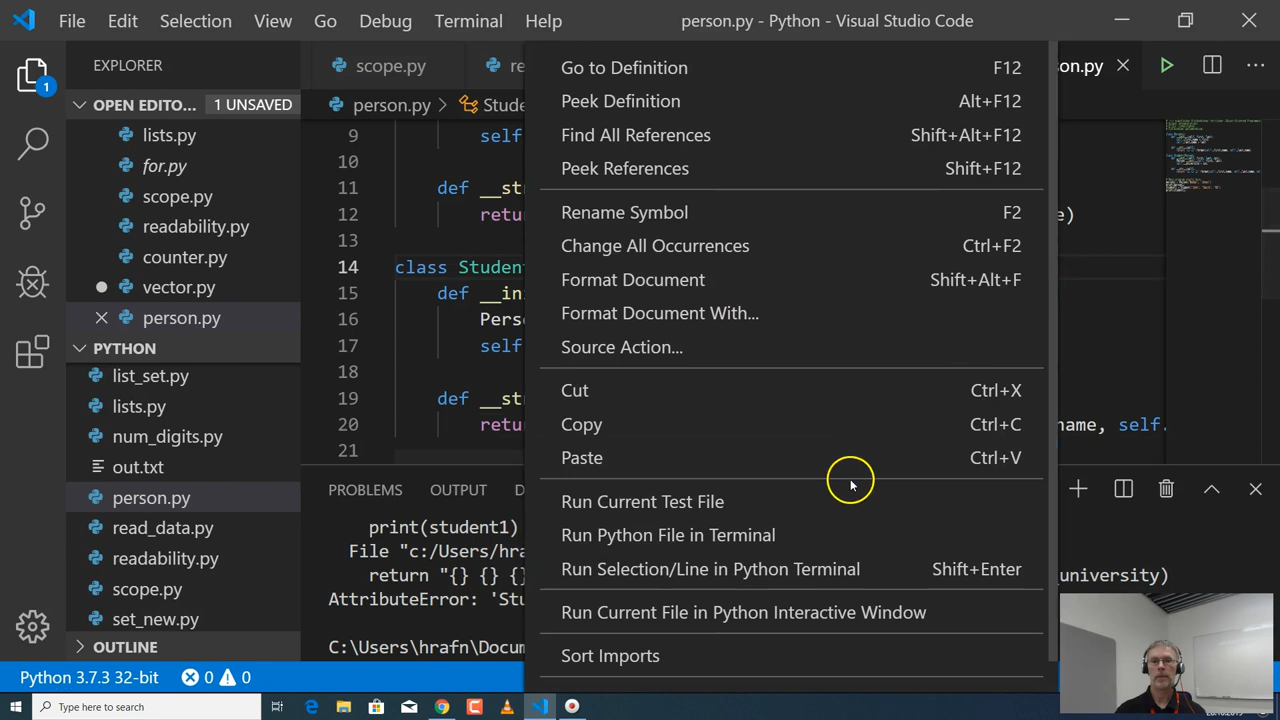 File Edit Selection View Go Debug Terminal Help person.py - Python - Visual Studio Code
EXPLORER
1
OPEN EDITO... 1 UNSAVED
lists.py
for.py
scope.py
readability.py
counter.py
vector.py
person.py
PYTHON
list_set.py
lists.py
num_digits.py
out.txt
person.py
read_data.py
readability.py
scope.py
set_new.py
OUTLINE
scope.py re on.py
person.py > Stude
9 self
10
11 def __st
12 retu e)
13
14 class Student
15 def __in
16 Perso
17 self
18
19 def __st
20 retu name, self.
21
Go to Definition F12
Peek Definition Alt+F12
Find All References Shift+Alt+F12
Peek References Shift+F12
Rename Symbol F2
Change All Occurrences Ctrl+F2
Format Document Shift+Alt+F
Format Document With...
Source Action...
Cut Ctrl+X
Copy Ctrl+C
Paste Ctrl+V
Run Current Test File
Run Python File in Terminal
Run Selection/Line in Python Terminal Shift+Enter
Run Current File in Python Interactive Window
Sort Imports
PROBLEMS OUTPUT D
print(student1)
File "c:/Users/hrafn
return "{} {} {} university)
AttributeError: 'Stu
C:\Users\hrafn\Docum
Python 3.7.3 32-bit 0 0
Type here to search